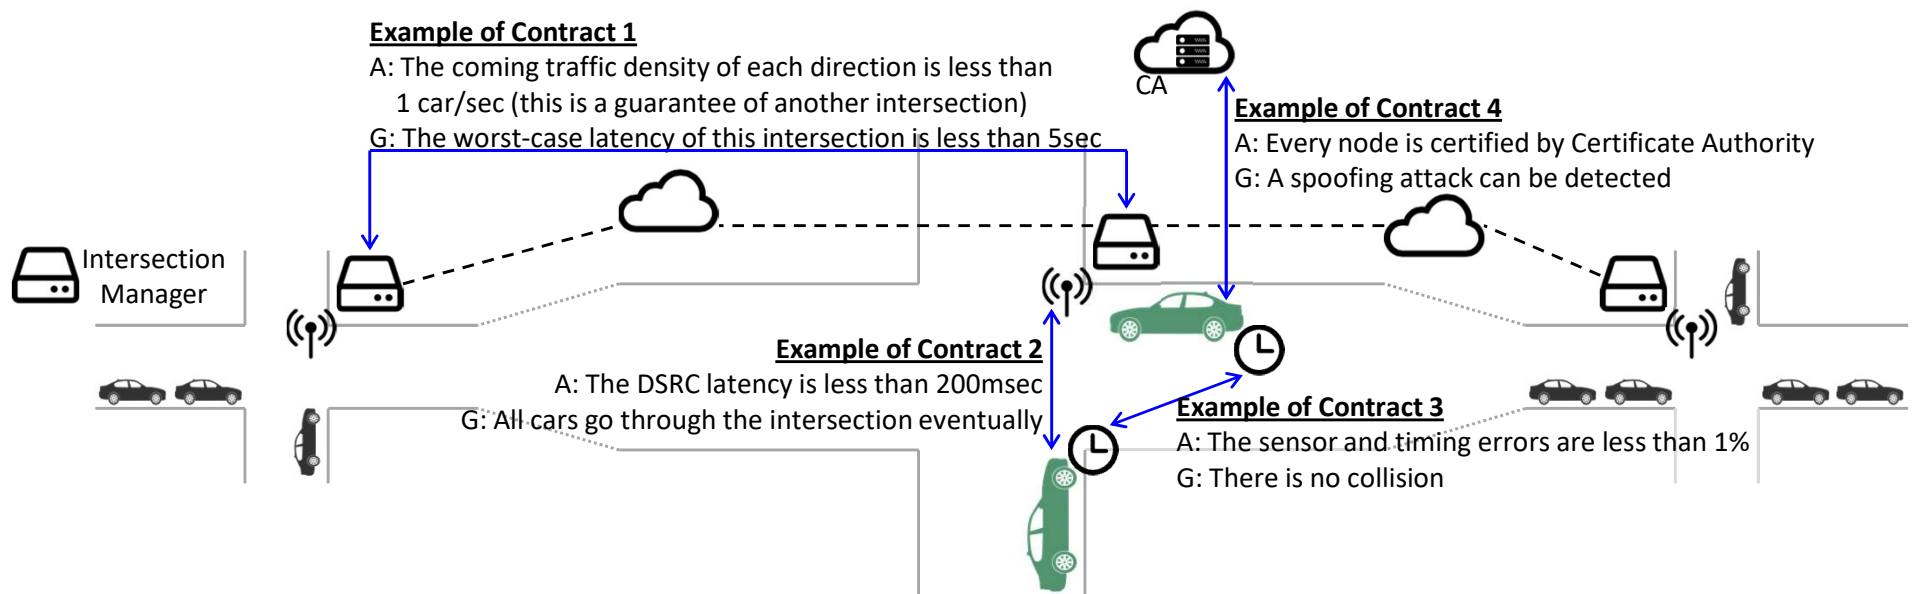 Example of Contract 1
A: The coming traffic density of each direction is less than
1 car/sec (this is a guarantee of another intersection)
G: The worst-case latency of this intersection is less than 5sec
CA
Example of Contract 4
A: Every node is certified by Certificate Authority
G: A spoofing attack can be detected
Intersection
Manager
Example of Contract 2
A: The DSRC latency is less than 200msec
G: All cars go through the intersection eventually
Example of Contract 3
A: The sensor and timing errors are less than 1%
G: There is no collision